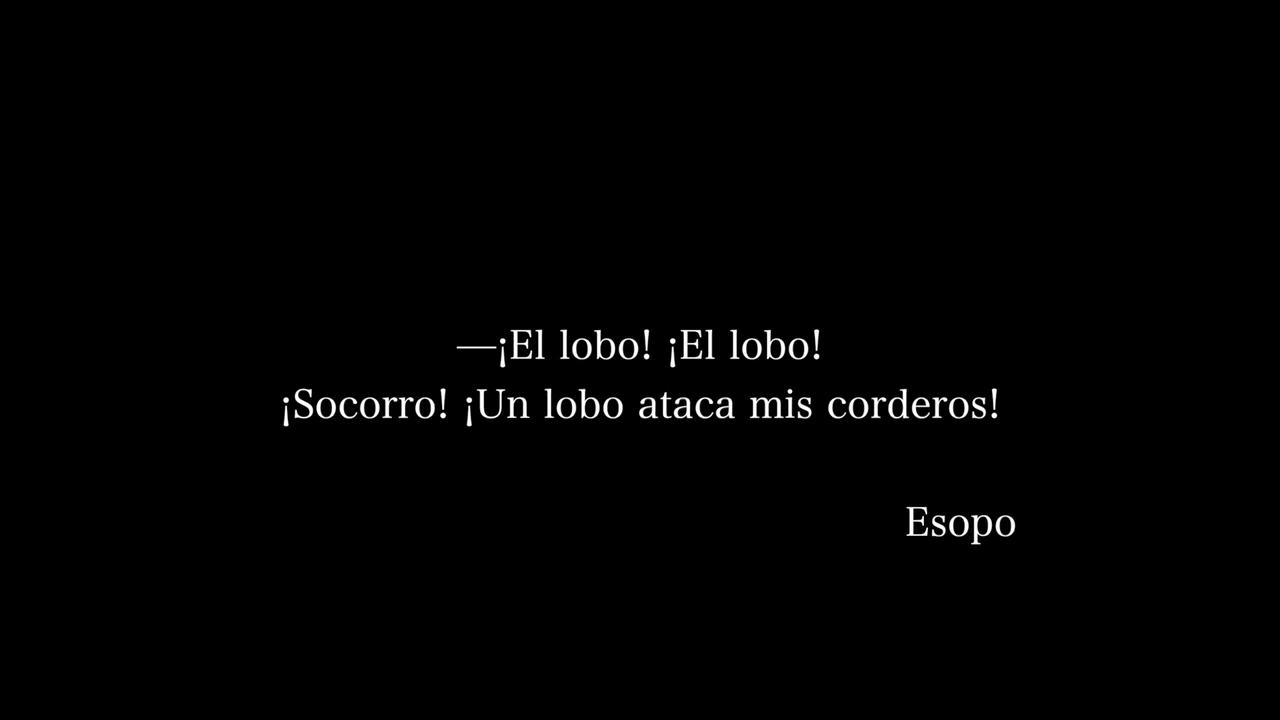 —¡El lobo! ¡El lobo!
¡Socorro! ¡Un lobo ataca mis corderos!
Esopo